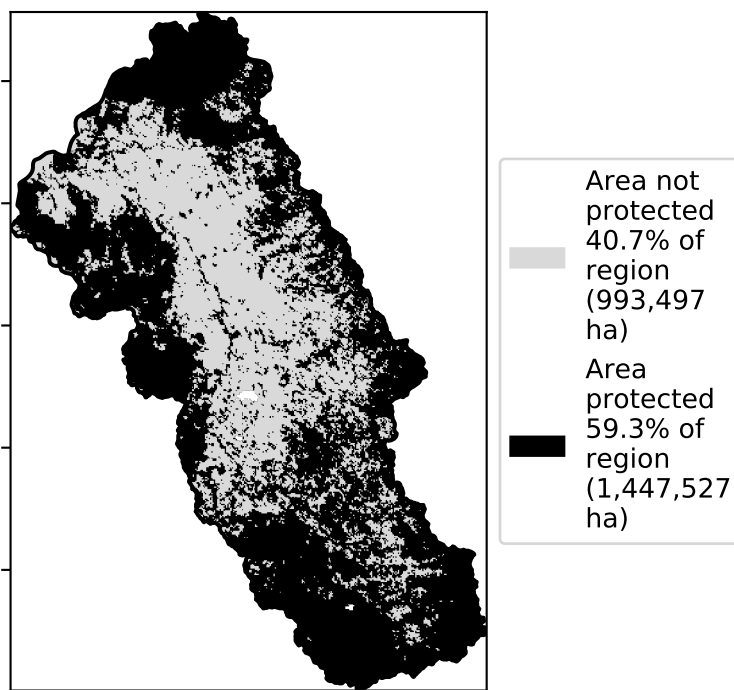 Area not
protected
40.7% of
region
(993,497
ha)
Area
protected
59.3% of
region
(1,447,527
ha)